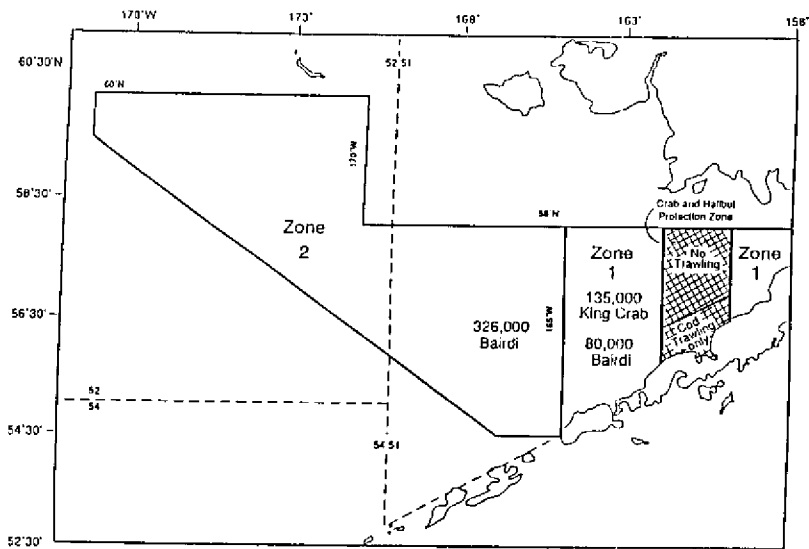 170°W 173° 168° 163° 158°
60°30N
60°N
52 51
170°W
58°30'
58°N
Crab and Halibut
Protection Zone
Zone
2
Zone
1
No
Trawling
Zone
1
135,000
King Crab
56°30'
326,000
Bairdi
165°W
80,000
Bairdi
Cod
Trawling
only
52
54
54°30'
54 51
52°30'